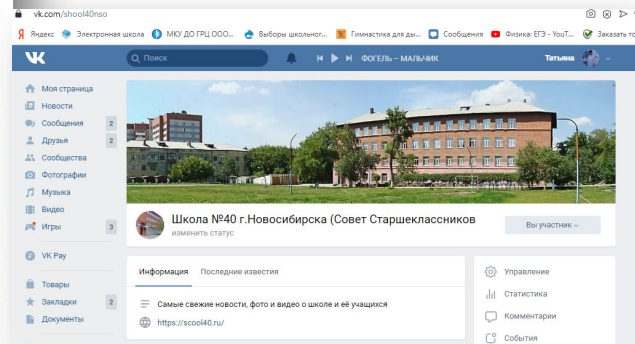 vk.com/shool40nso
Яндекс Электронная школа МКУ ДО ГРЦ ООО... Выборы школьног... Гимнастика для ды... Сообщения Физика: ЕГЭ - YouT... Заказать то
Поиск ФОГЕЛЬ – МАЛЬЧИК Татьяна
Моя страница
Новости
Сообщения 2
Друзья 2
Сообщества
Фотографии
Музыка
Видео
Игры 3
VK Pay
Товары
Закладки 2
Документы
Школа №40 г.Новосибирска (Совет Старшеклассников
изменить статус
Вы участник
Информация Последние известия
Самые свежие новости, фото и видео о школе и её учащихся
https://scool40.ru/
Управление
Статистика
Комментарии
События